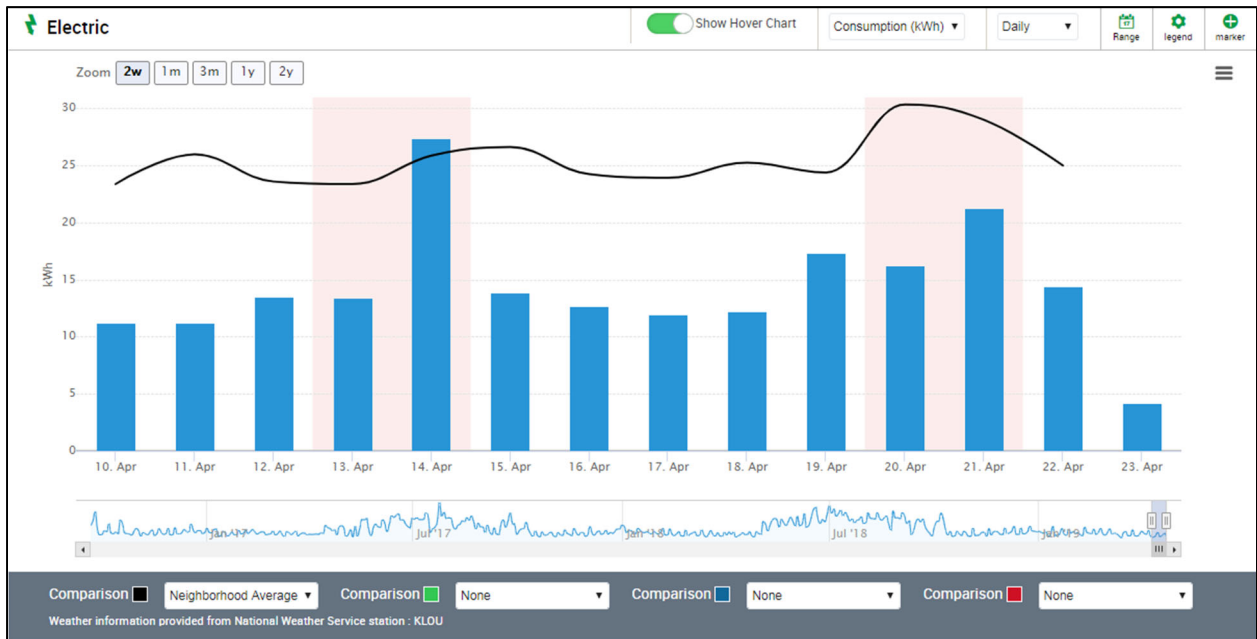 Electric
Show Hover Chart
Consumption (kWh)
Daily
17
Range
legend
marker
Zoom 2w 1m 3m 1y 2y
30
25
20
15
10
5
0
kWh
10. Apr 11. Apr 12. Apr 13. Apr 14. Apr 15. Apr 16. Apr 17. Apr 18. Apr 19. Apr 20. Apr 21. Apr 22. Apr 23. Apr
Jan '17 Jul '17 Jan '18 Jul '18 Jan '19
Comparison Neighborhood Average Comparison None Comparison None Comparison None
Weather information provided from National Weather Service station : KLOU